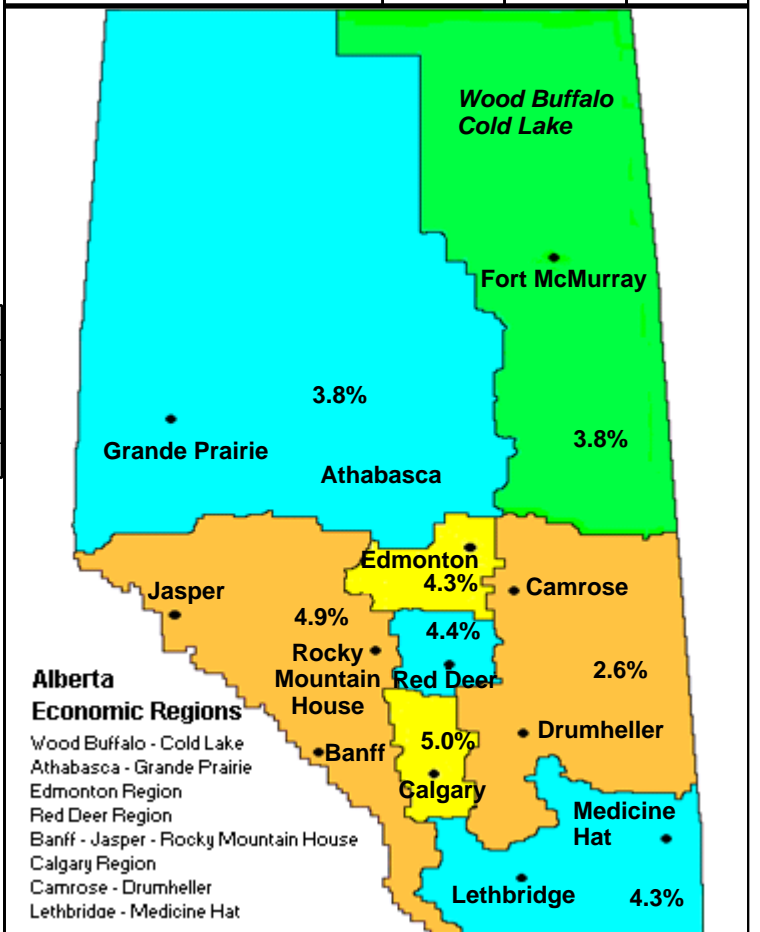 Wood Buffalo
Cold Lake
Fort McMurray
3.8%
Grande Prairie
3.8%
Athabasca
Edmonton
4.3%
Camrose
Jasper
4.9%
4.4%
Rocky
Mountain
House
Red Deer
2.6%
Alberta
Economic Regions
Wood Buffalo - Cold Lake
Athabasca - Grande Prairie
Edmonton Region
Red Deer Region
Banff - Jasper - Rocky Mountain House
Calgary Region
Camrose - Drumheller
Lethbridge - Medicine Hat
Banff
5.0%
Calgary
Drumheller
Medicine
Hat
Lethbridge
4.3%